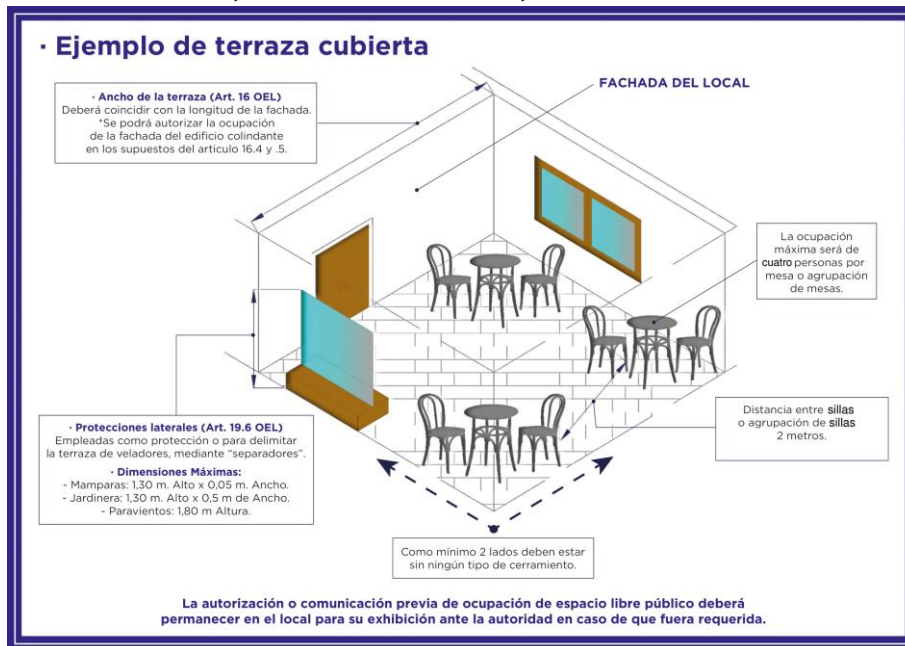 · Ejemplo de terraza cubierta
· Ancho de la terraza (Art. 16 OEL)
Deberá coincidir con la longitud de la fachada.
*Se podrá autorizar la ocupación
de la fachada del edificio colindante
en los supuestos del articulo 16.4 y .5.
FACHADA DEL LOCAL
La ocupación
máxima será de
cuatro personas por
mesa o agrupación
de mesas.
Distancia entre sillas
o agrupación de sillas
2 metros.
· Protecciones laterales (Art. 19.6 OEL)
Empleadas como protección o para delimitar
la terraza de veladores, mediante “separadores”.
· Dimensiones Máximas:
- Mamparas: 1,30 m. Alto x 0,05 m. Ancho.
- Jardinera: 1,30 m. Alto x 0,5 m de Ancho.
- Paravientos: 1,80 m Altura.
Como mínimo 2 lados deben estar
sin ningún tipo de cerramiento.
La autorización o comunicación previa de ocupación de espacio libre público deberá
permanecer en el local para su exhibición ante la autoridad en caso de que fuera requerida.